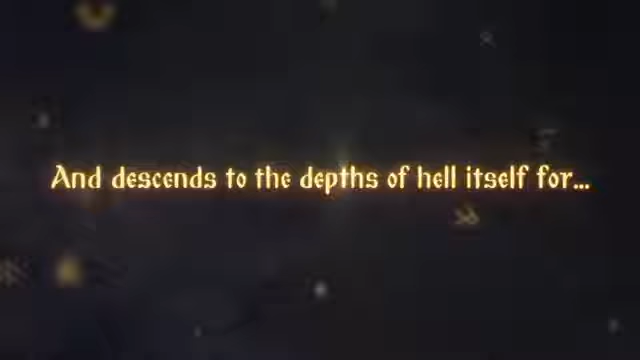 And descends to the depths of hell itself for...